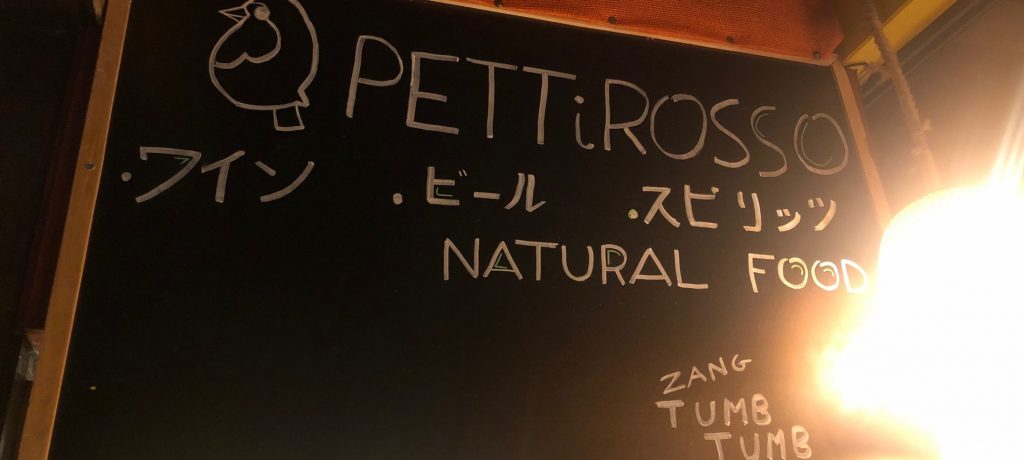 PETTiROSSO
・ワイン ・ビール ・スピリッツ
NATURAL FOOD
ZANG
TUMB
TUMB